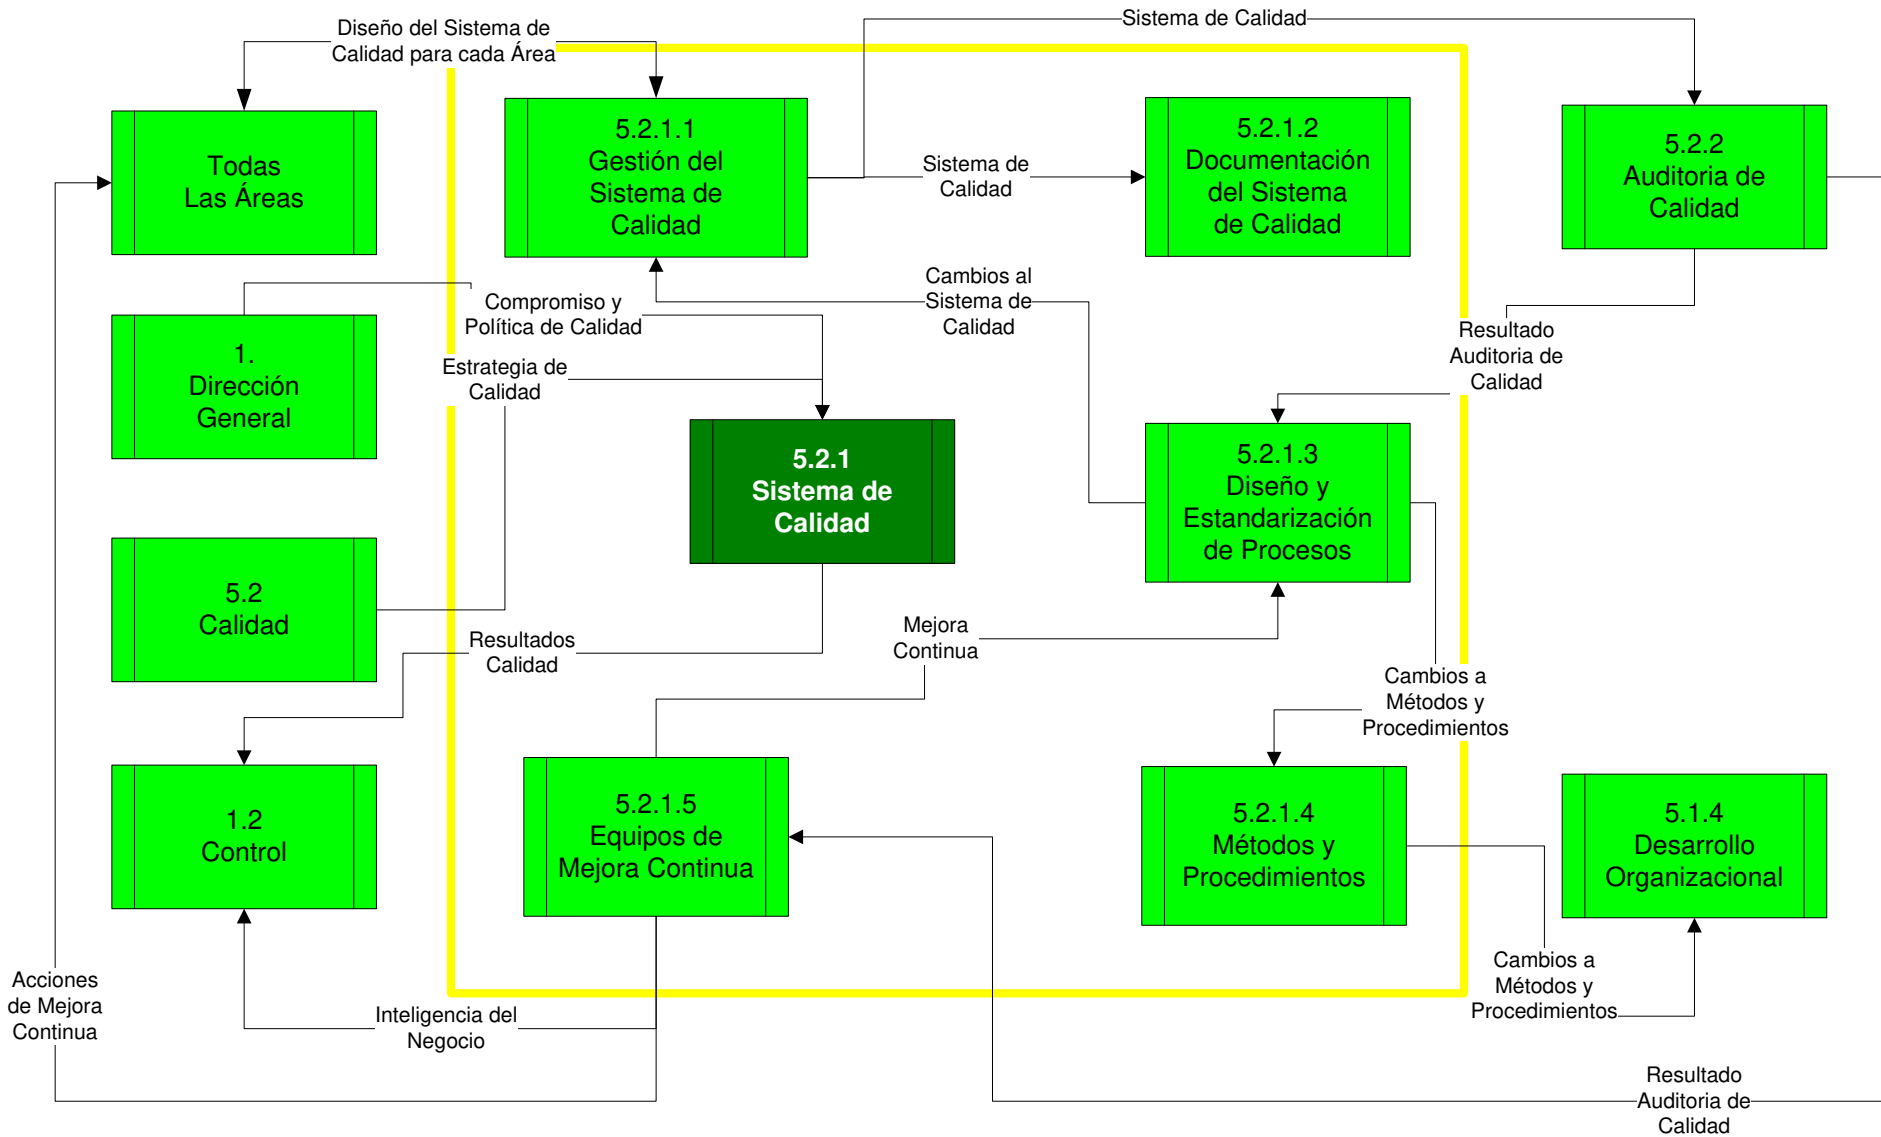 Diseño del Sistema de
Calidad para cada Área
Sistema de Calidad
Todas
Las Áreas
5.2.1.1
Gestión del
Sistema de
Calidad
Sistema de
Calidad
5.2.1.2
Documentación
del Sistema
de Calidad
5.2.2
Auditoria de
Calidad
Compromiso y
Política de Calidad
Cambios al
Sistema de
Calidad
Resultado
Auditoria de
Calidad
1.
Dirección
General
Estrategia de
Calidad
5.2.1
Sistema de
Calidad
5.2.1.3
Diseño y
Estandarización
de Procesos
5.2
Calidad
Resultados
Calidad
Mejora
Continua
Cambios a
Métodos y
Procedimientos
1.2
Control
5.2.1.5
Equipos de
Mejora Continua
5.2.1.4
Métodos y
Procedimientos
5.1.4
Desarrollo
Organizacional
Acciones
de Mejora
Continua
Inteligencia del
Negocio
Cambios a
Métodos y
Procedimientos
Resultado
Auditoria de
Calidad